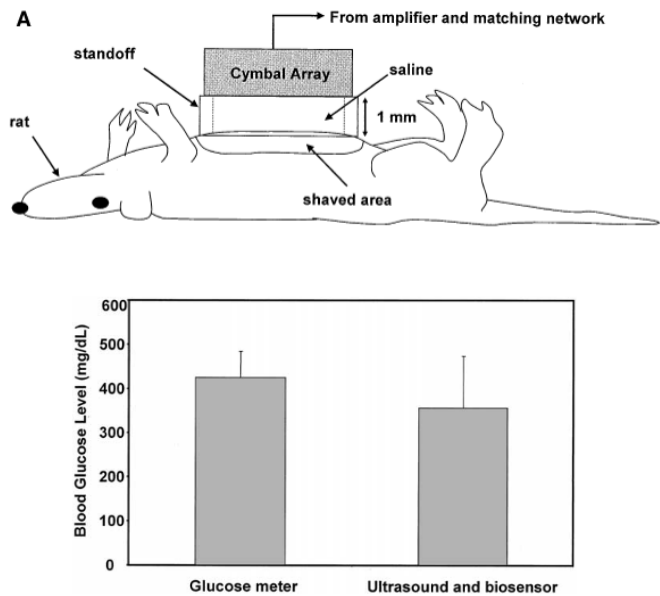 A
From amplifier and matching network
standoff
Cymbal Array
saline
rat
1 mm
shaved area
600
500
400
300
200
100
0
Blood Glucose Level (mg/dL)
Glucose meter
Ultrasound and biosensor